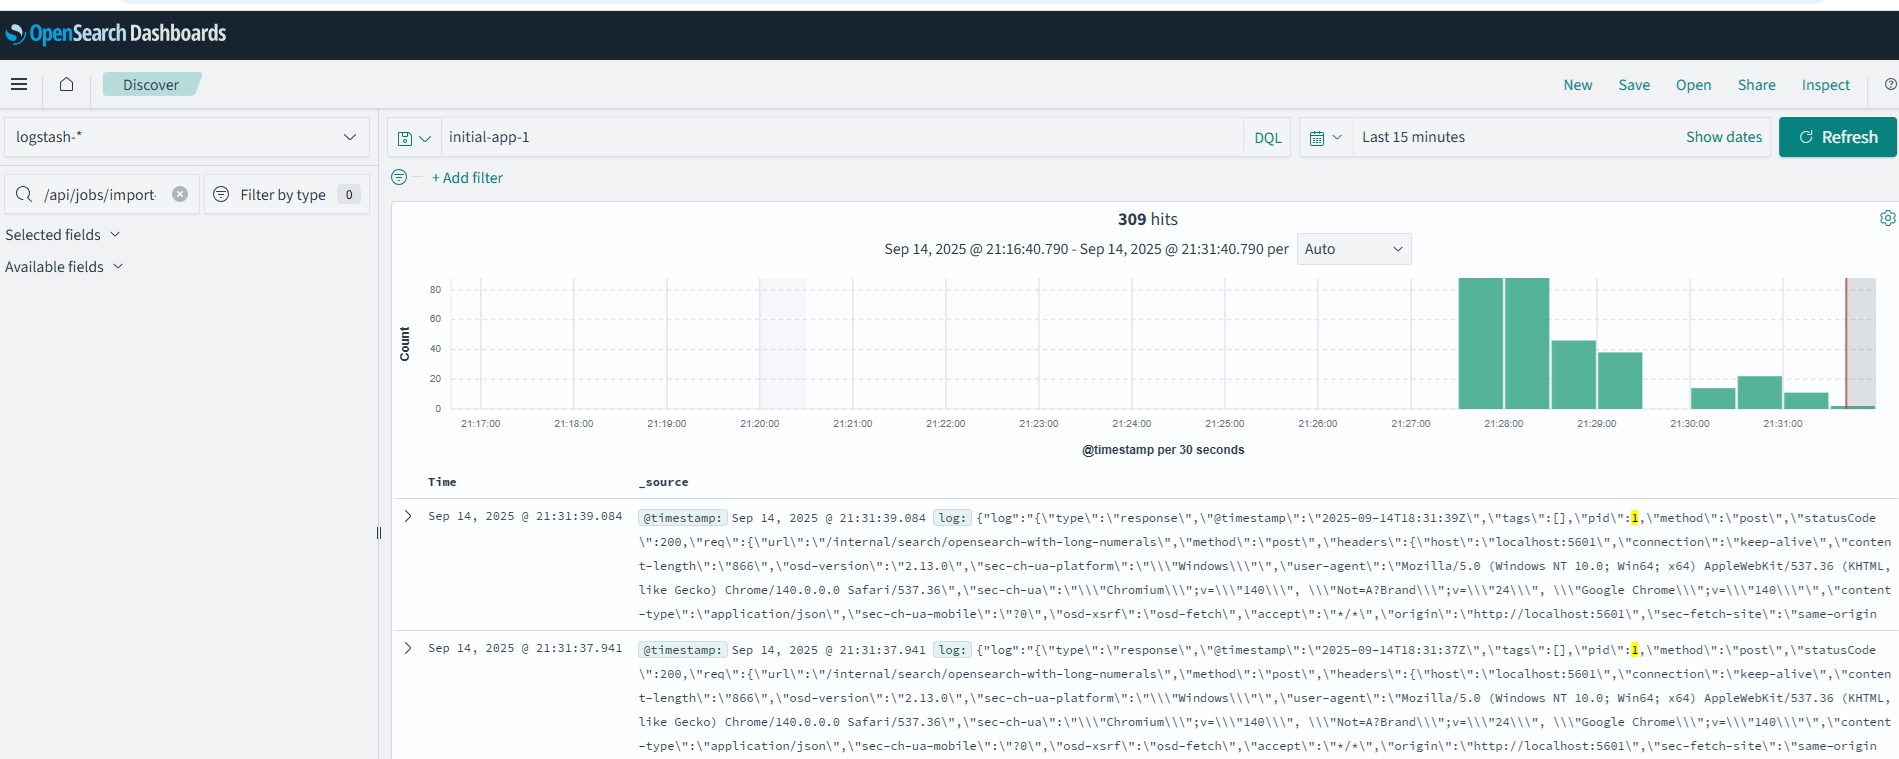 OpenSearch Dashboards
Discover
New Save Open Share Inspect
logstash-*
initial-app-1
DQL
Last 15 minutes
Show dates
Refresh
/api/jobs/import-
Filter by type 0
+ Add filter
Selected fields
Available fields
309 hits
Sep 14, 2025 @ 21:16:40.790 - Sep 14, 2025 @ 21:31:40.790 per
Auto
Count
80
60
40
20
0
21:17:00 21:18:00 21:19:00 21:20:00 21:21:00 21:22:00 21:23:00 21:24:00 21:25:00 21:26:00 21:27:00 21:28:00 21:29:00 21:30:00 21:31:00
@timestamp per 30 seconds
Time _source
Sep 14, 2025 @ 21:31:39.084
@timestamp: Sep 14, 2025 @ 21:31:39.084 log: {"log":"{\"type\":\"response\",\"@timestamp\":\"2025-09-14T18:31:39Z\",\"tags\":[],\"pid\":1,\"method\":\"post\",\"statusCode
\":200,\"req\":{\"url\":\"/internal/search/opensearch-with-long-numerals\",\"method\":\"post\",\"headers\":{\"host\":\"localhost:5601\",\"connection\":\"keep-alive\",\"conten
t-length\":\"866\",\"osd-version\":\"2.13.0\",\"sec-ch-ua-platform\":\"\\\"Windows\\\"\",\"user-agent\":\"Mozilla/5.0 (Windows NT 10.0; Win64; x64) AppleWebKit/537.36 (KHTML,
like Gecko) Chrome/140.0.0.0 Safari/537.36\",\"sec-ch-ua\":\"\\\"Chromium\\\";v=\\\"140\\\", \\\"Not=A?Brand\\\";v=\\\"24\\\", \\\"Google Chrome\\\";v=\\\"140\\\"\",\"content
-type\":\"application/json\",\"sec-ch-ua-mobile\":\"?0\",\"osd-xsrf\":\"osd-fetch\",\"accept\":\"*/*\",\"origin\":\"http://localhost:5601\",\"sec-fetch-site\":\"same-origin
Sep 14, 2025 @ 21:31:37.941
@timestamp: Sep 14, 2025 @ 21:31:37.941 log: {"log":"{\"type\":\"response\",\"@timestamp\":\"2025-09-14T18:31:37Z\",\"tags\":[],\"pid\":1,\"method\":\"post\",\"statusCode
\":200,\"req\":{\"url\":\"/internal/search/opensearch-with-long-numerals\",\"method\":\"post\",\"headers\":{\"host\":\"localhost:5601\",\"connection\":\"keep-alive\",\"conten
t-length\":\"866\",\"osd-version\":\"2.13.0\",\"sec-ch-ua-platform\":\"\\\"Windows\\\"\",\"user-agent\":\"Mozilla/5.0 (Windows NT 10.0; Win64; x64) AppleWebKit/537.36 (KHTML,
like Gecko) Chrome/140.0.0.0 Safari/537.36\",\"sec-ch-ua\":\"\\\"Chromium\\\";v=\\\"140\\\", \\\"Not=A?Brand\\\";v=\\\"24\\\", \\\"Google Chrome\\\";v=\\\"140\\\"\",\"content
-type\":\"application/json\",\"sec-ch-ua-mobile\":\"?0\",\"osd-xsrf\":\"osd-fetch\",\"accept\":\"*/*\",\"origin\":\"http://localhost:5601\",\"sec-fetch-site\":\"same-origin